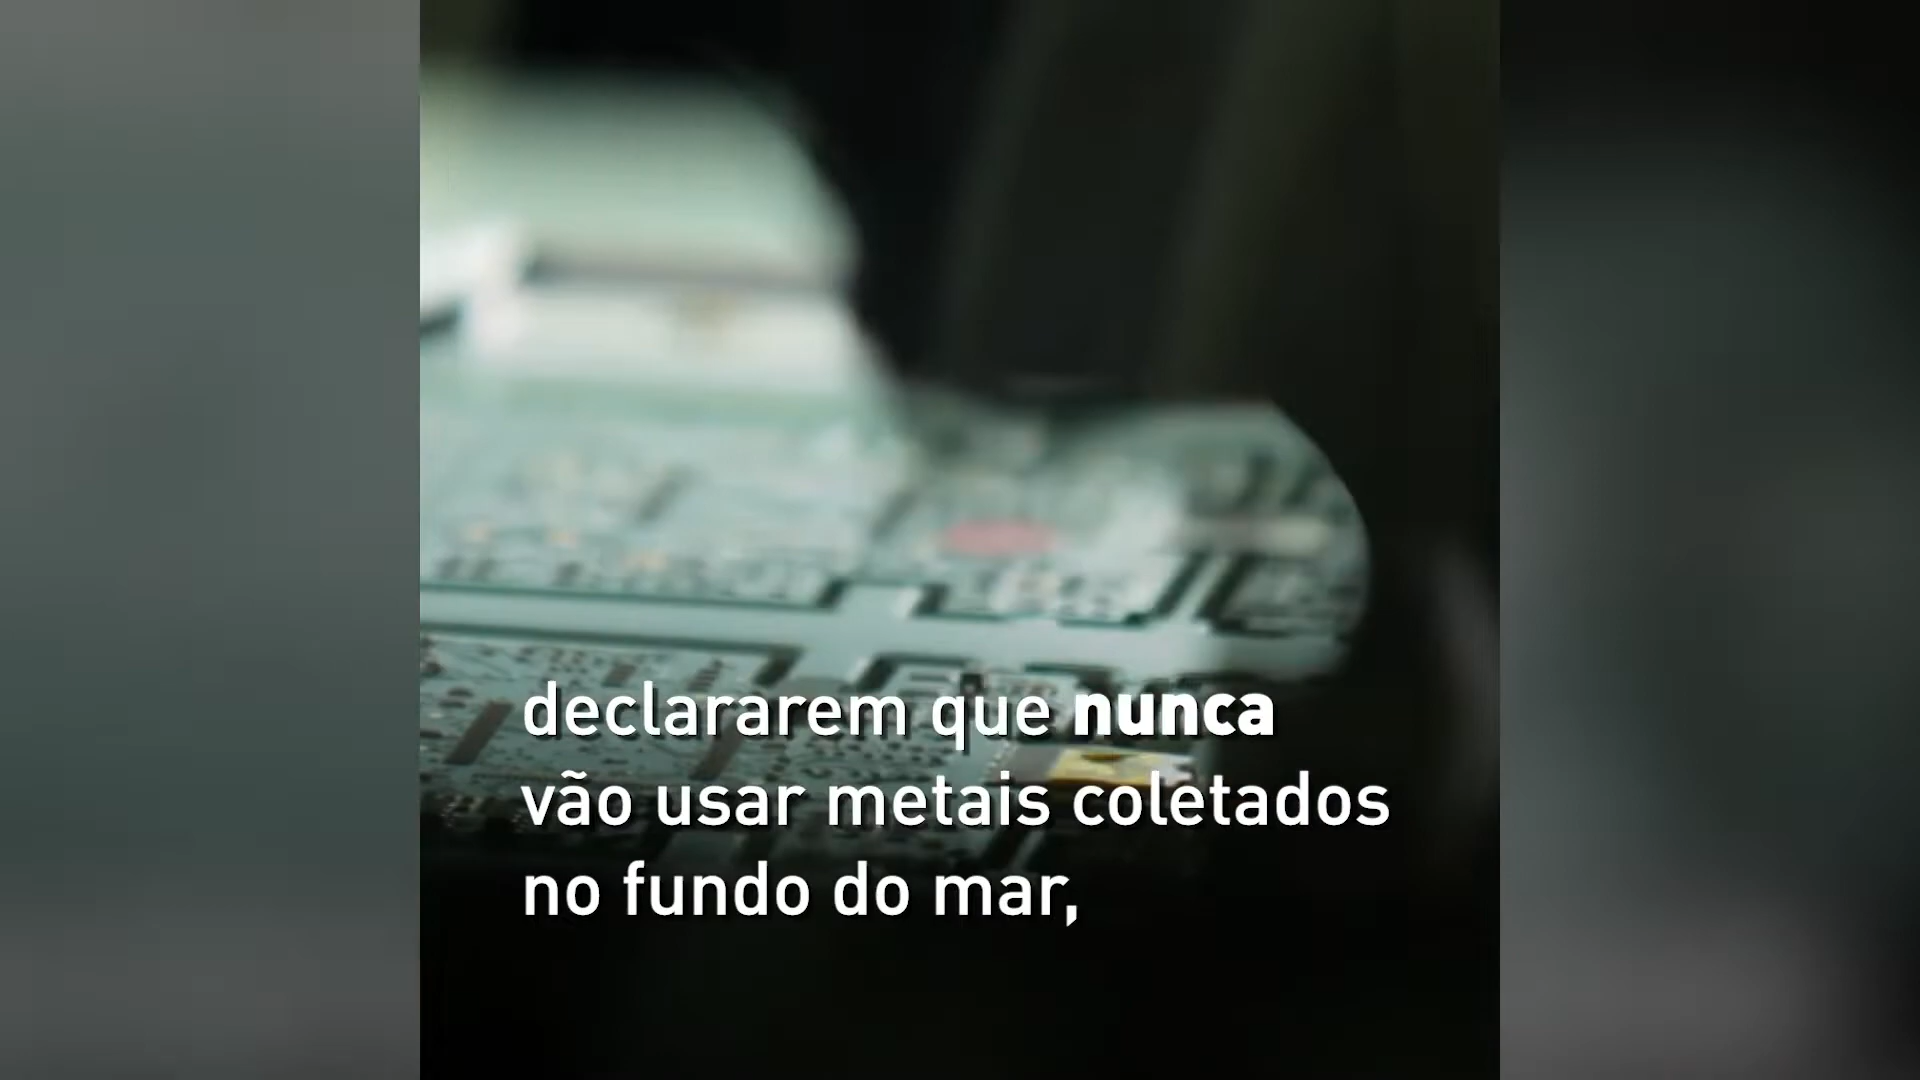 declararem que nunca
vão usar metais coletados
no fundo do mar,